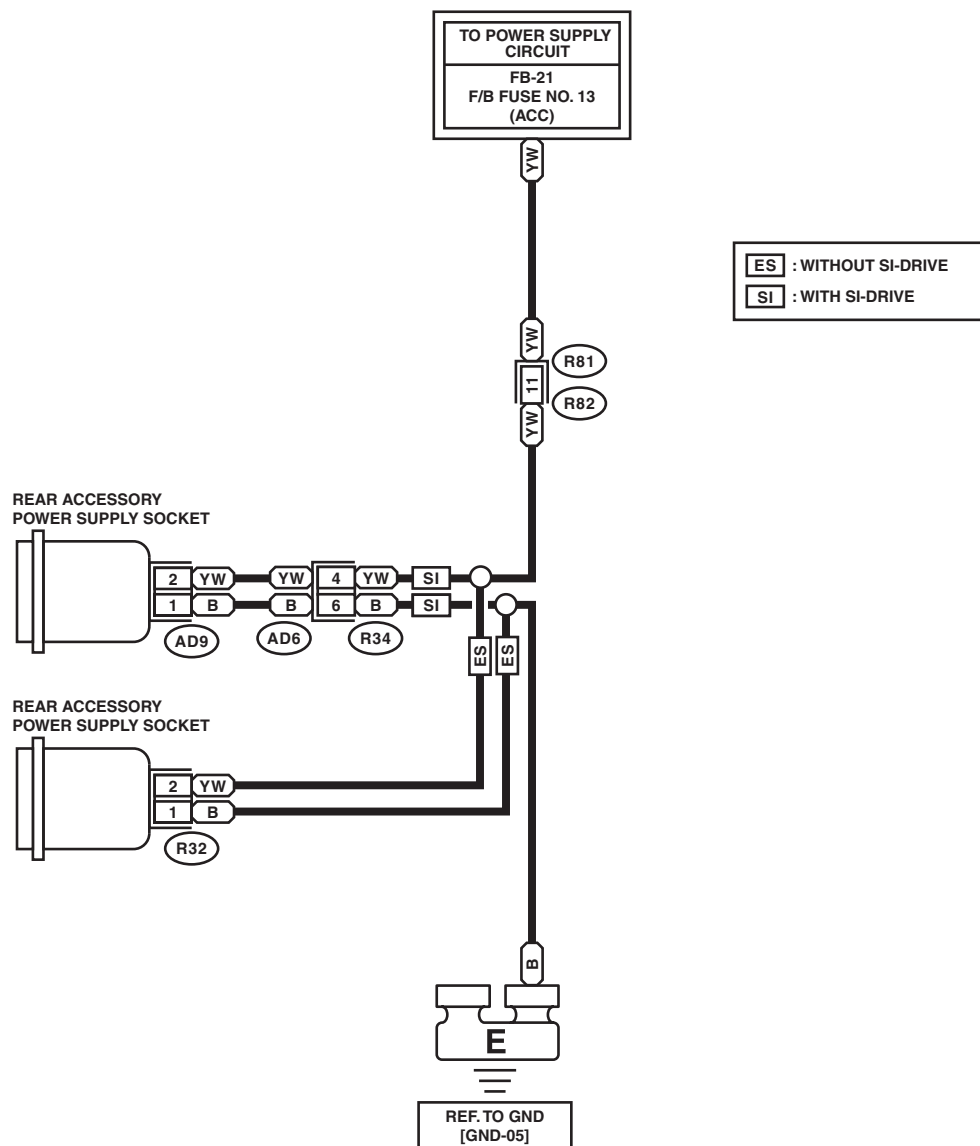 TO POWER SUPPLY
CIRCUIT
FB-21
F/B FUSE NO. 13
(ACC)
YW
ES : WITHOUT SI-DRIVE
SI : WITH SI-DRIVE
YW
R81
11
R82
YW
REAR ACCESSORY
POWER SUPPLY SOCKET
2 YW YW 4 YW SI
1 B B 6 B SI
AD9 AD6 R34
ES ES
REAR ACCESSORY
POWER SUPPLY SOCKET
2 YW
1 B
R32
B
E
REF. TO GND
[GND-05]